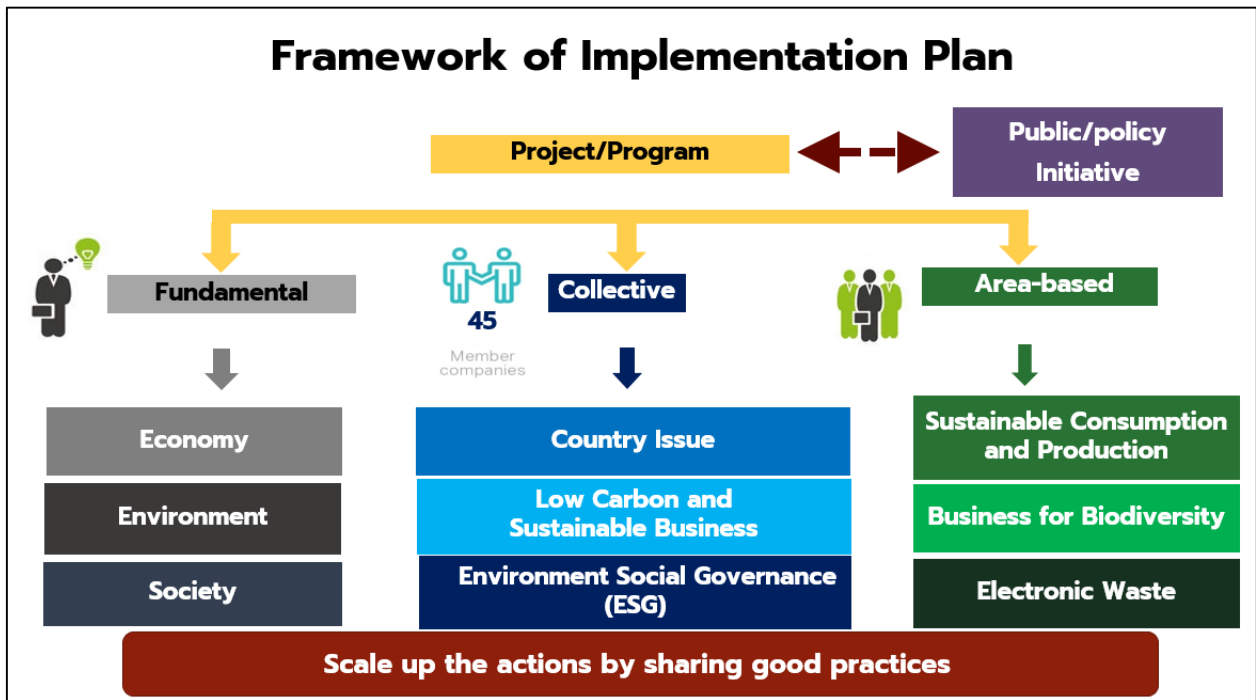 Framework of Implementation Plan
Project/Program
Public/policy
Initiative
Fundamental
45
Member
companies
Collective
Area-based
Economy
Environment
Society
Country Issue
Low Carbon and
Sustainable Business
Environment Social Governance
(ESG)
Sustainable Consumption
and Production
Business for Biodiversity
Electronic Waste
Scale up the actions by sharing good practices